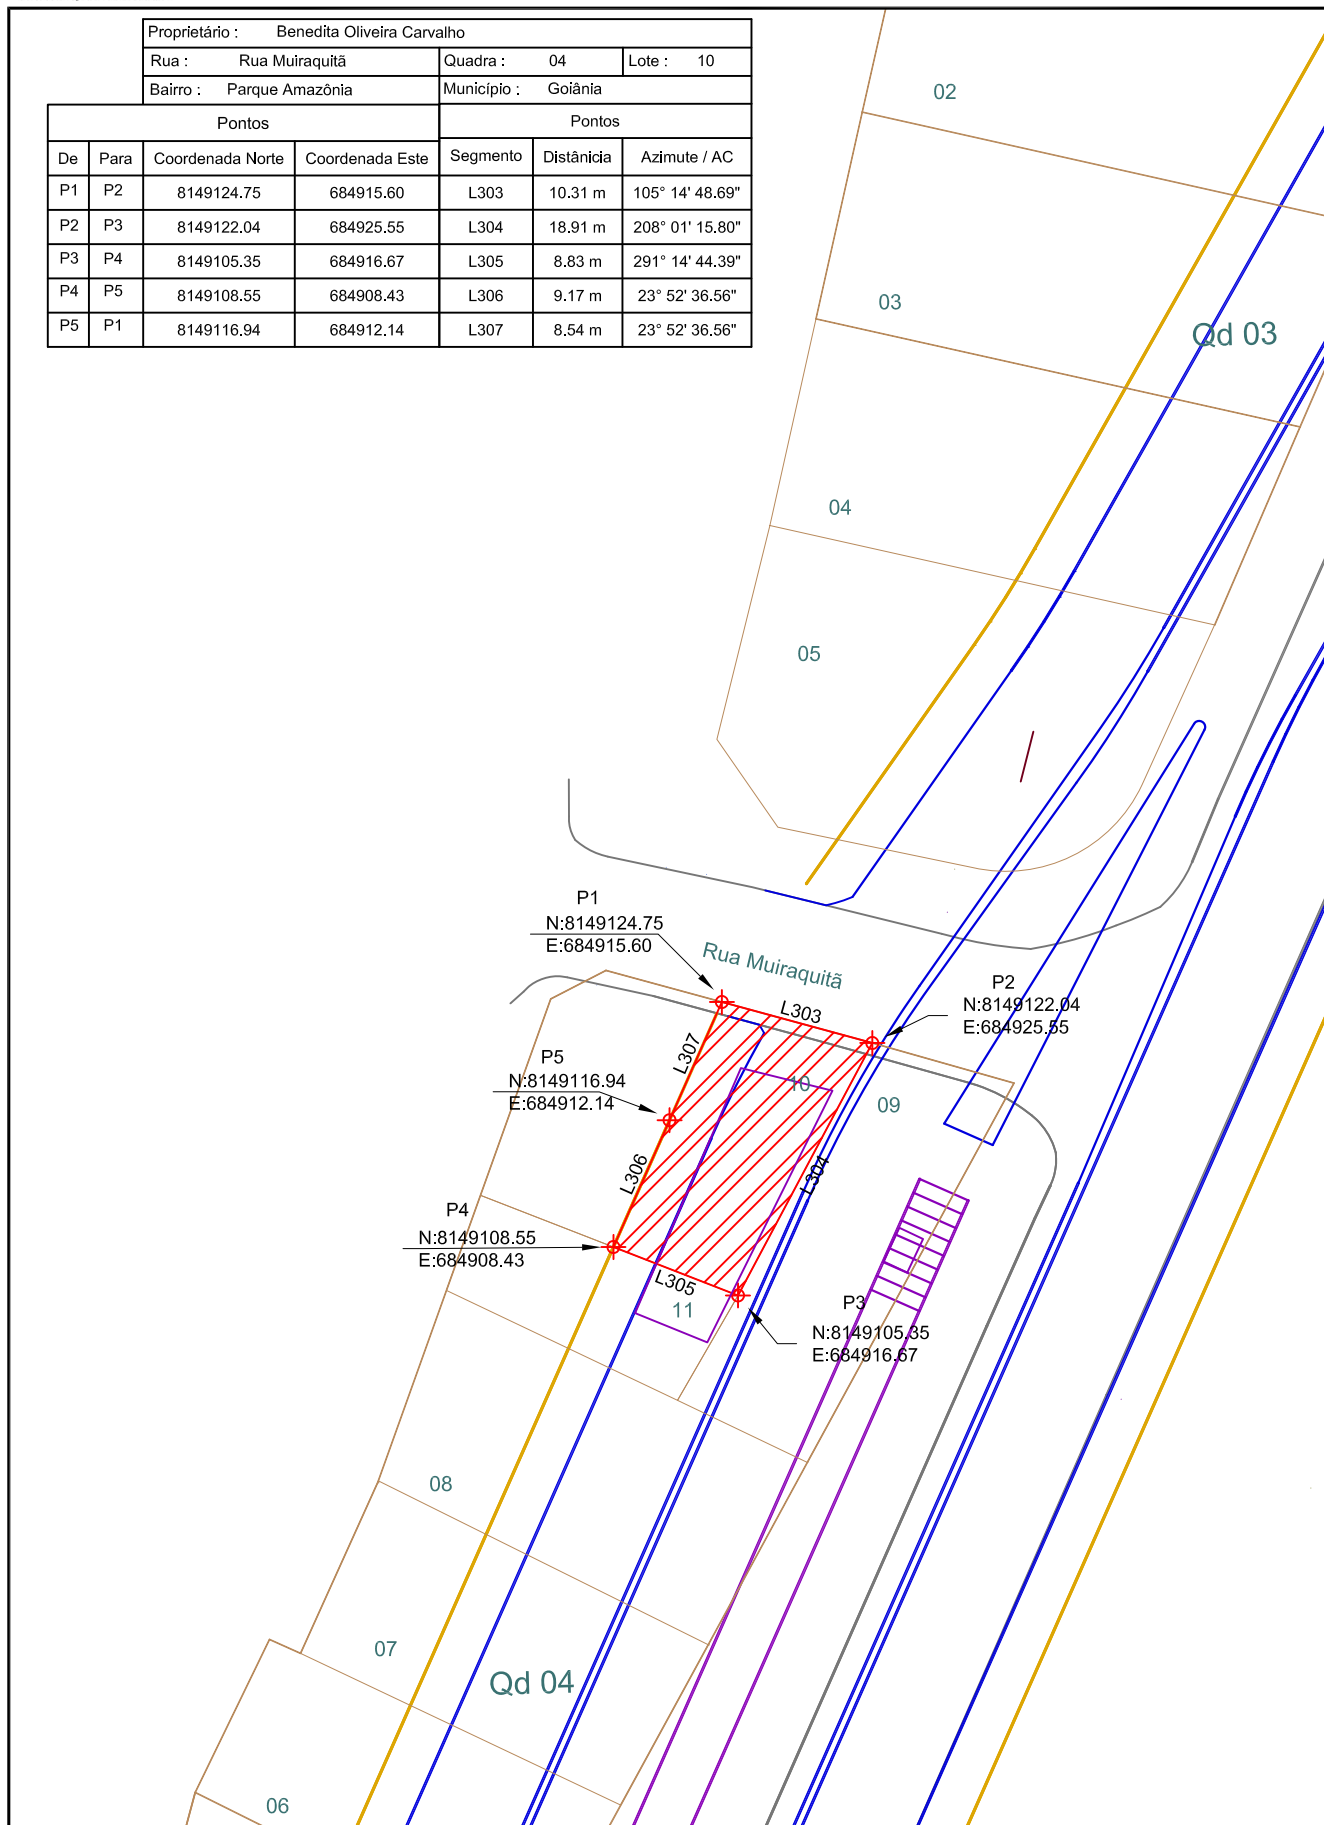 Proprietário : Benedita Oliveira Carvalho
Rua : Rua Muiraquitã Quadra : 04 Lote : 10
Bairro : Parque Amazônia Município : Goiânia
Pontos Pontos
De Para Coordenada Norte Coordenada Este Segmento Distânicia Azimute / AC
P1 P2 8149124.75 684915.60 L303 10.31 m 105° 14' 48.69"
P2 P3 8149122.04 684925.55 L304 18.91 m 208° 01' 15.80"
P3 P4 8149105.35 684916.67 L305 8.83 m 291° 14' 44.39"
P4 P5 8149108.55 684908.43 L306 9.17 m 23° 52' 36.56"
P5 P1 8149116.94 684912.14 L307 8.54 m 23° 52' 36.56"
02
03
Qd 03
04
05
P1
N:8149124.75
E:684915.60
Rua Muiraquitã
P2
N:8149122.04
E:684925.55
L303
L307
P5
N:8149116.94
E:684912.14
10
09
L306
L304
P4
N:8149108.55
E:684908.43
L305
11
P3
N:8149105.35
E:684916.67
08
07
Qd 04
06